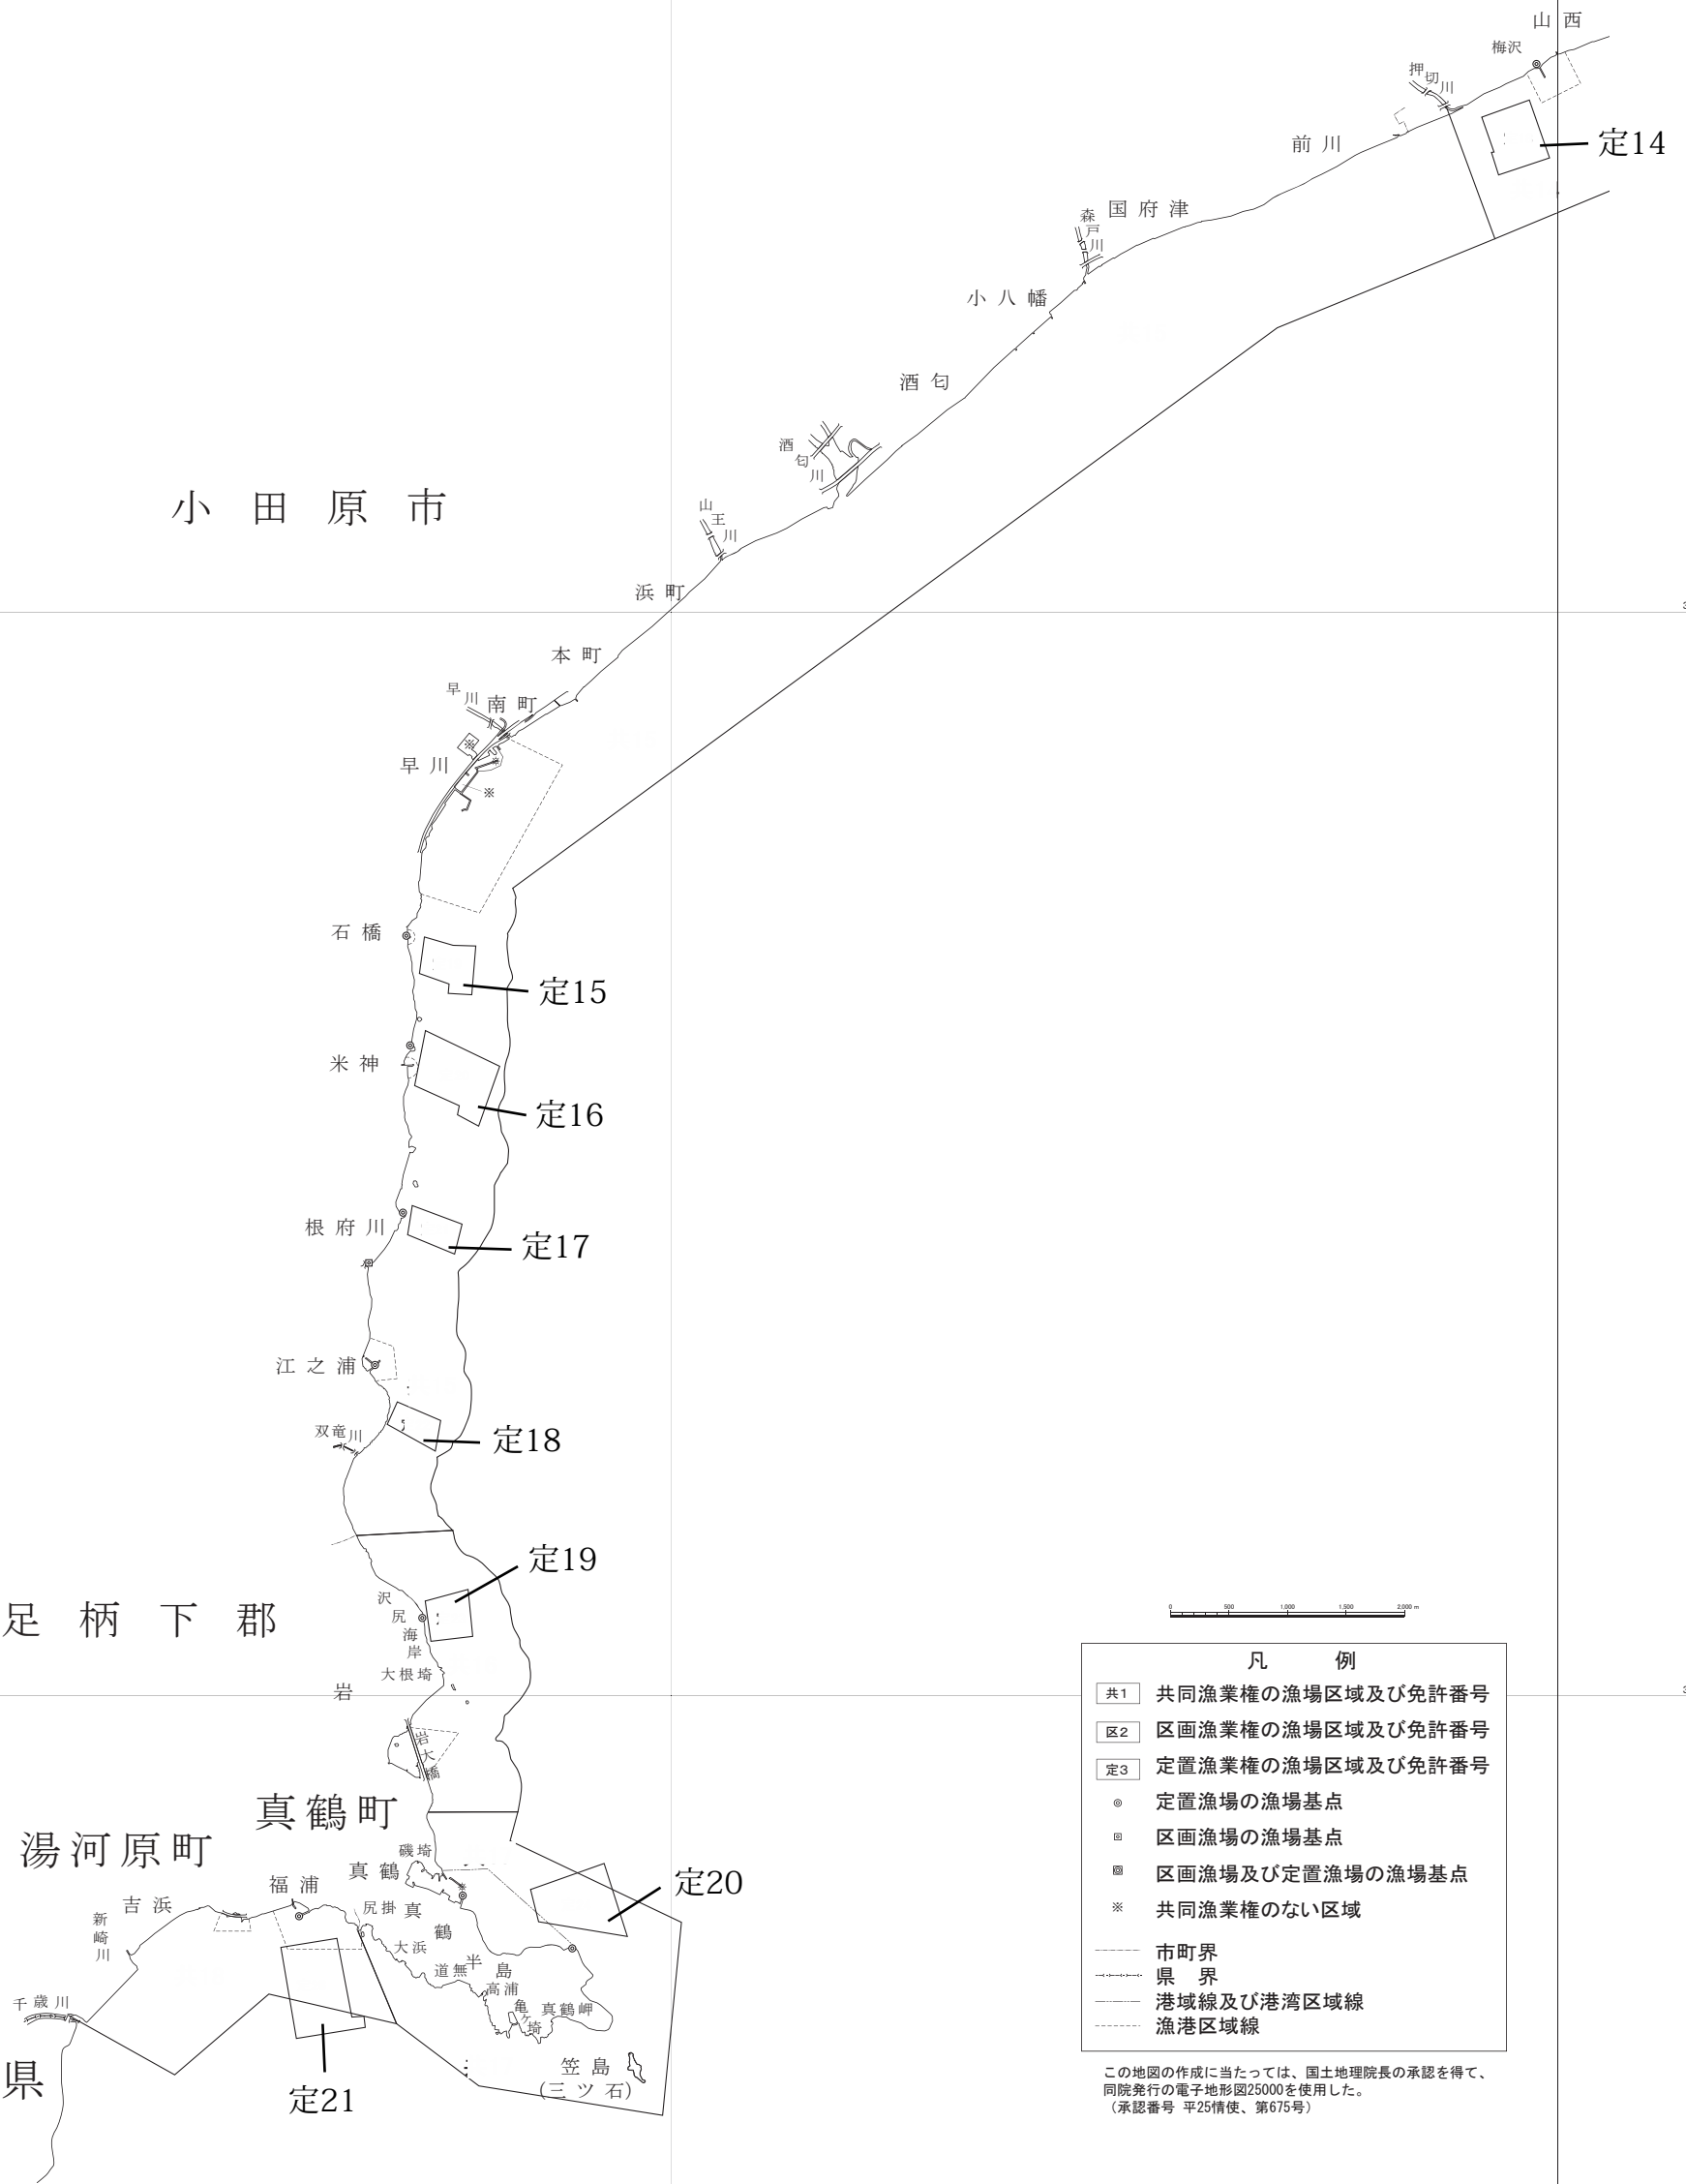 山西
梅沢
押切川
定14
前川
国府津
森戸川
小八幡
酒匂
酒匂川
小田原市
山王川
浜町
本町
早川
南町
※
早川
※
※
石橋
定15
米神
定16
根府川
定17
江之浦
双竜川
定18
定19
沢尻海岸
足柄下郡
大根埼
岩
岩大橋
真鶴町
湯河原町
磯埼
真鶴
※
定20
福浦
吉浜
尻掛
真鶴半島
新崎川
大浜
道無
高浦
千歳川
亀ケ埼
真鶴岬
笠島
(三ツ石)
県
定21
0 500 1,000 1,500 2,000 m
凡例
共1 共同漁業権の漁場区域及び免許番号
区2 区画漁業権の漁場区域及び免許番号
定3 定置漁業権の漁場区域及び免許番号
定置漁場の漁場基点
区画漁場の漁場基点
区画漁場及び定置漁場の漁場基点
※ 共同漁業権のない区域
市町界
県界
港域線及び港湾区域線
漁港区域線
この地図の作成に当たっては、国土地理院長の承認を得て、
同院発行の電子地形図25000を使用した。
（承認番号 平25情使、第675号）